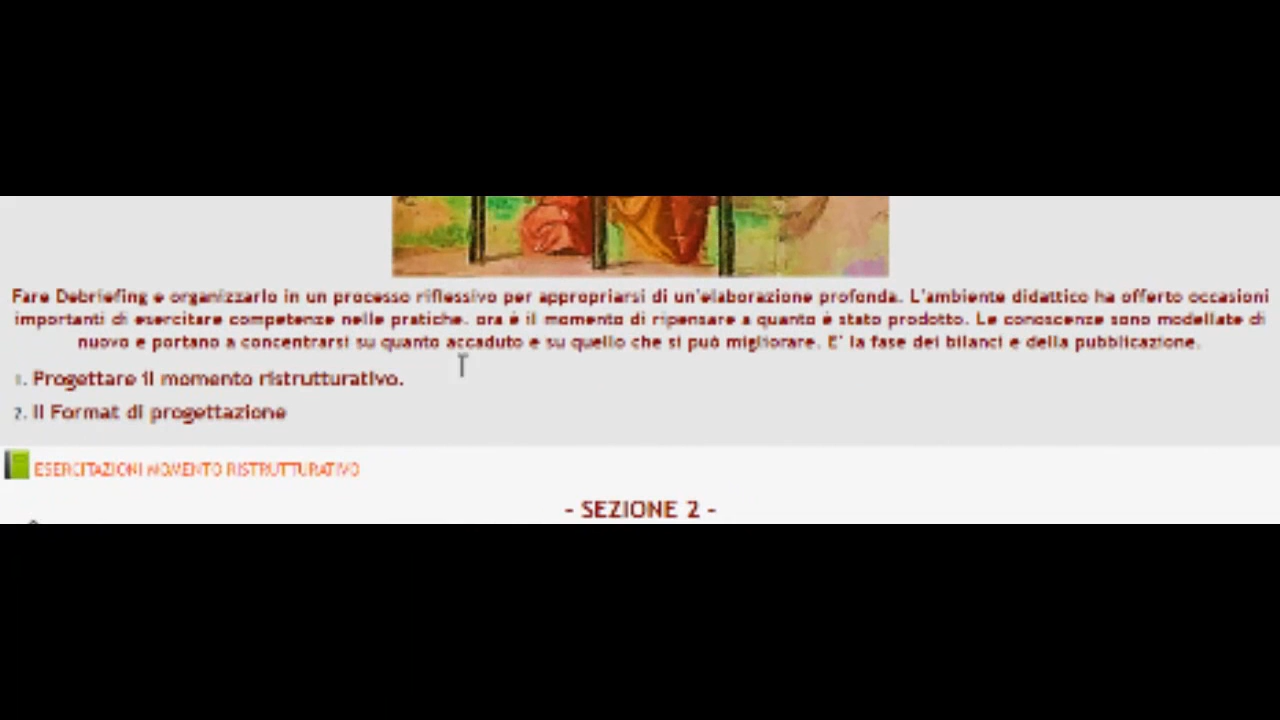 Fare Debriefing e organizzarlo in un processo riflessivo per appropriarsi di un'elaborazione profonda. L'ambiente didattico ha offerto occasioni
importanti di esercitare competenze nelle pratiche, ora è il momento di ripensare a quanto è stato prodotto. Le conoscenze sono modellate di
nuovo e portano a concentrarsi su quanto accaduto e su quello che si può migliorare. E' la fase dei bilanci e della pubblicazione.
1. Progettare il momento ristrutturativo.
2. Il Format di progettazione
ESERCITAZIONI MOMENTO RISTRUTTURATIVO
- SEZIONE 2 -